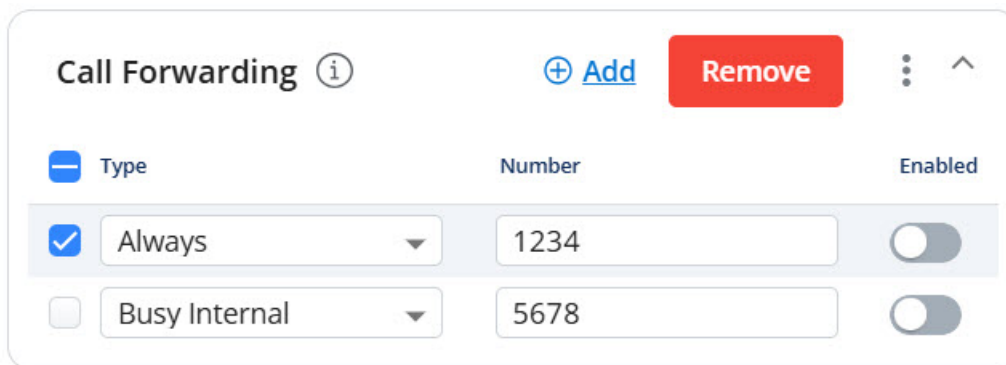 Call Forwarding Add Remove
Type Number Enabled
Always 1234
Busy Internal 5678